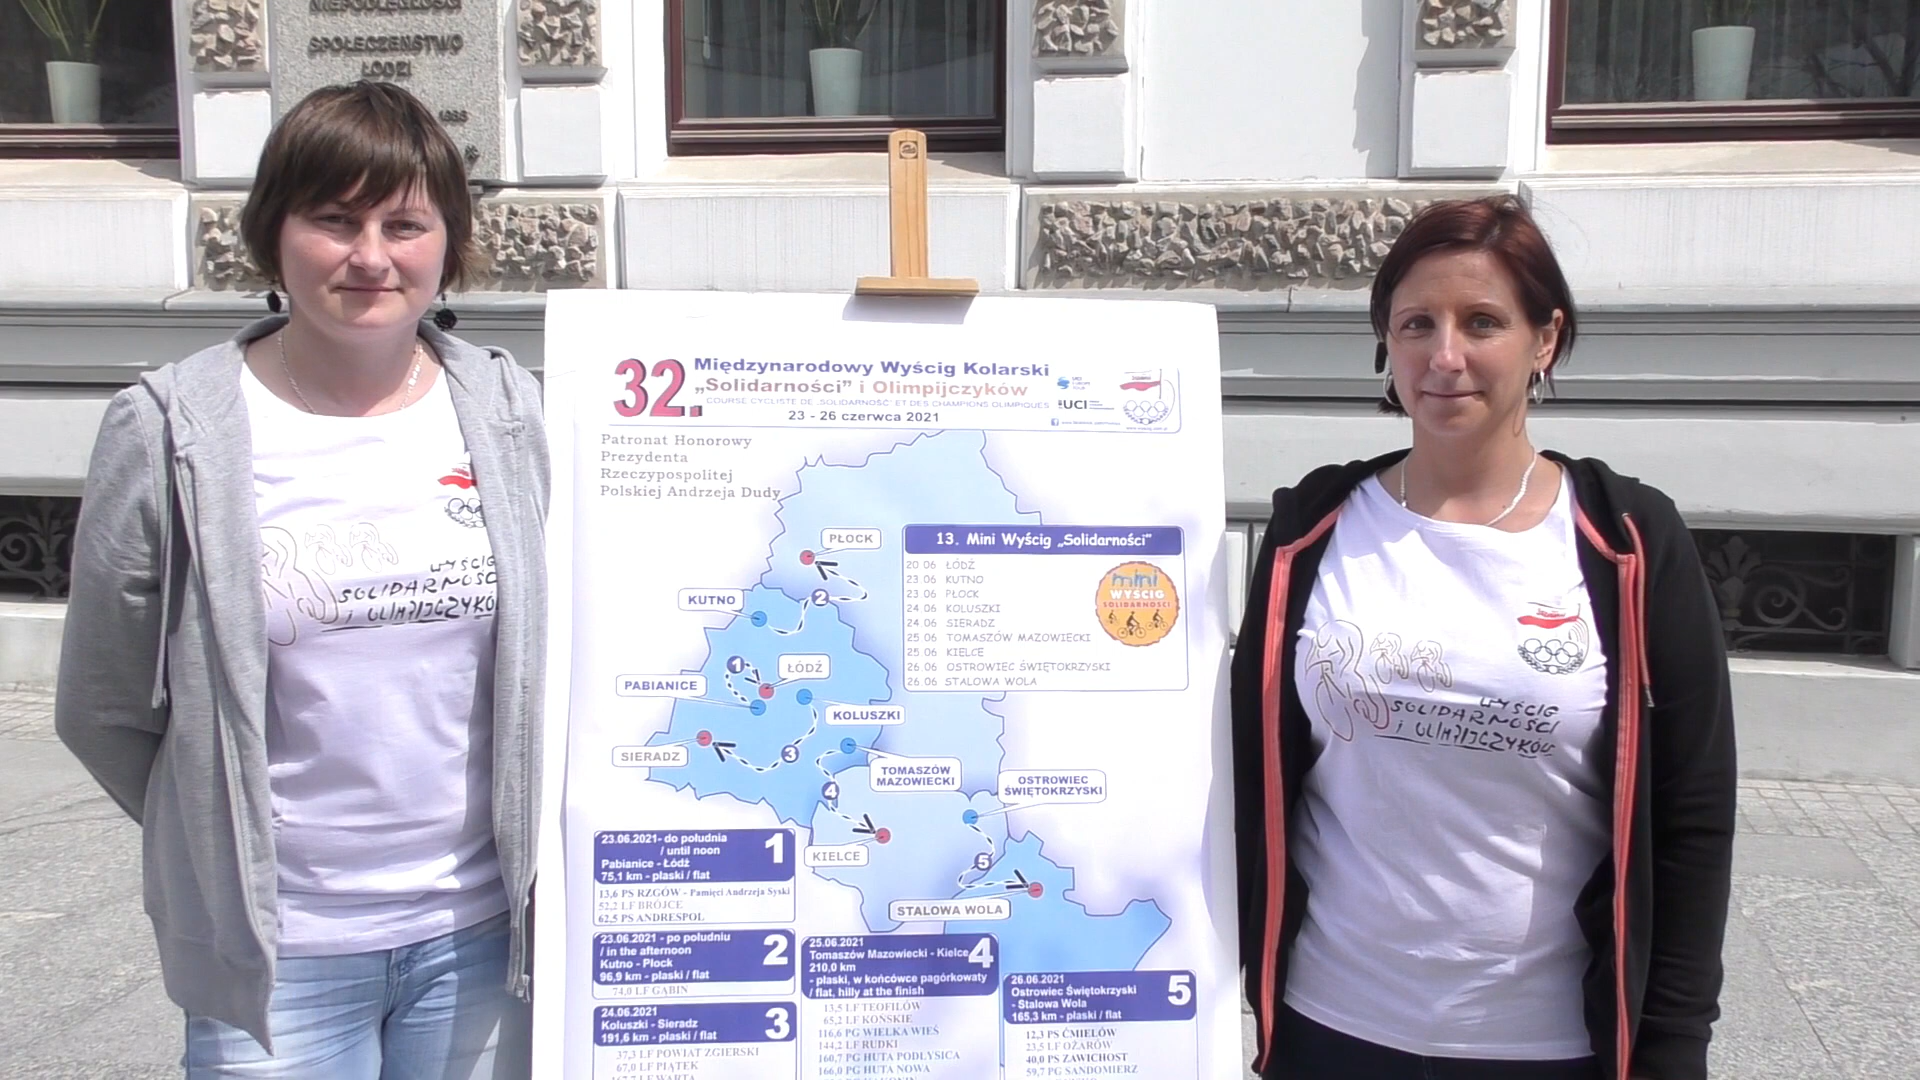 NIEPODLEGŁOŚCI
SPOŁECZEŃSTWO
ŁODZI
32.
Międzynarodowy Wyścig Kolarski
„Solidarności” i Olimpijczyków
COURSE CYCLISTE DE „SOLIDARNOŚĆ” ET DES CHAMPIONS OLIMPIQUES
23 - 26 czerwca 2021
UCI
Patronat Honorowy
Prezydenta
Rzeczypospolitej
Polskiej Andrzeja Dudy
PŁOCK
KUTNO
2
1
ŁÓDŹ
PABIANICE
KOLUSZKI
SIERADZ
3
TOMASZÓW
MAZOWIECKI
4
OSTROWIEC
ŚWIĘTOKRZYSKI
KIELCE
5
STALOWA WOLA
13. Mini Wyścig „Solidarności”
20 06 ŁÓDŹ
23 06 KUTNO
23 06 PŁOCK
24 06 KOLUSZKI
24 06 SIERADZ
25 06 TOMASZÓW MAZOWIECKI
25 06 KIELCE
26 06 OSTROWIEC ŚWIĘTOKRZYSKI
26 06 STALOWA WOLA
mini
WYŚCIG
SOLIDARNOŚCI
23.06.2021- do południa
/ until noon
Pabianice - Łódź
75,1 km - płaski / flat
1
13,6 PS RZGÓW - Pamięci Andrzeja Syski
52,2 LF BRÓJCE
62,5 PS ANDRESPOL
23.06.2021 - po południu
/ in the afternoon
Kutno - Płock
96,9 km - płaski / flat
2
74,0 LF GĄBIN
24.06.2021
Koluszki - Sieradz
191,6 km - płaski / flat
3
37,3 LF POWIAT ZGIERSKI
67,0 LF PIĄTEK
25.06.2021
Tomaszów Mazowiecki - Kielce
210,0 km
- płaski, w końcówce pagórkowaty
/ flat, hilly at the finish
4
13,5 LF TEOFILÓW
65,2 LF KOŃSKIE
116,6 PG WIELKA WIEŚ
144,2 LF RUDKI
160,7 PG HUTA PODŁYSICA
166,0 PG HUTA NOWA
26.06.2021
Ostrowiec Świętokrzyski
- Stalowa Wola
165,3 km - płaski / flat
5
12,3 PS ĆMIELÓW
23,5 LF OŻARÓW
40,0 PS ZAWICHOST
59,7 PG SANDOMIERZ
WYŚCIG
SOLIDARNOŚCI
i OLIMPIJCZYKÓW
WYŚCIG
SOLIDARNOŚCI
i OLIMPIJCZYKÓW